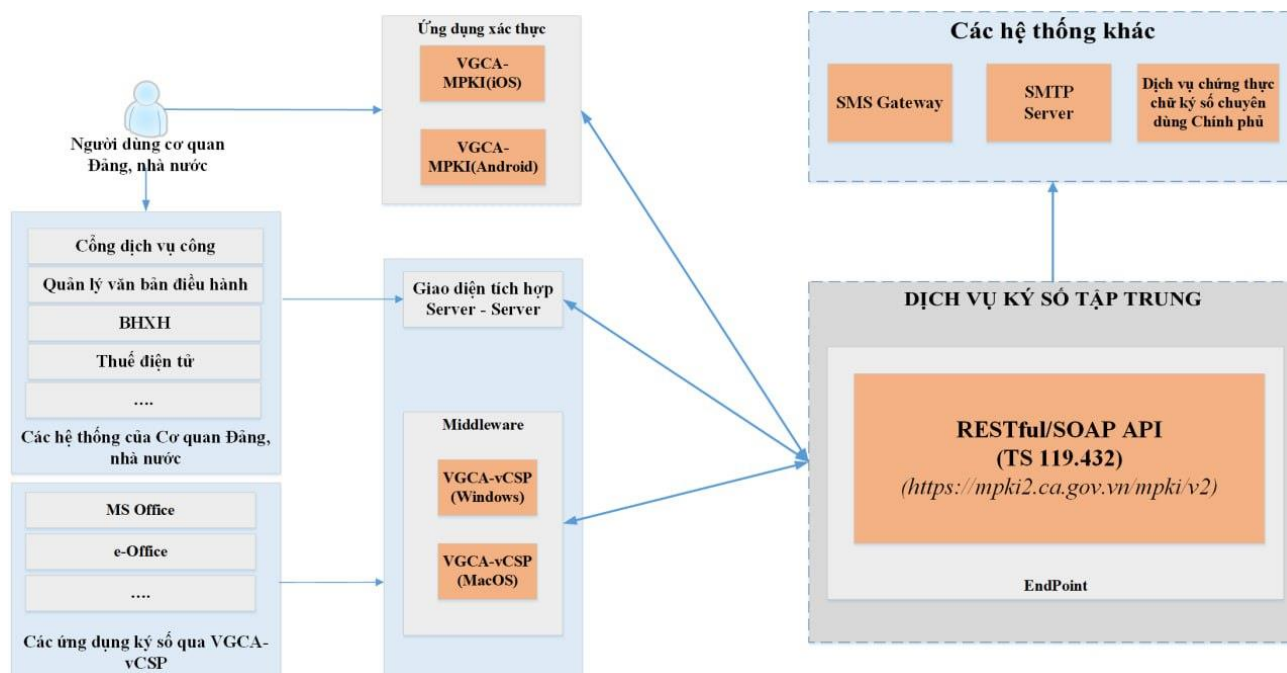 Ứng dụng xác thực
VGCA-
MPKI(iOS)
VGCA-
MPKI(Android)
Người dùng cơ quan
Đảng, nhà nước
Cổng dịch vụ công
Quản lý văn bản điều hành
BHXH
Thuế điện tử
....
Các hệ thống của Cơ quan Đảng,
nhà nước
MS Office
e-Office
....
Các ứng dụng ký số qua VGCA-
vCSP
Giao diện tích hợp
Server - Server
Middleware
VGCA-vCSP
(Windows)
VGCA-vCSP
(MacOS)
Các hệ thống khác
SMS Gateway
SMTP
Server
Dịch vụ chứng thực
chữ ký số chuyên
dùng Chính phủ
DỊCH VỤ KÝ SỐ TẬP TRUNG
RESTful/SOAP API
(TS 119.432)
(https://mpki2.ca.gov.vn/mpki/v2)
EndPoint